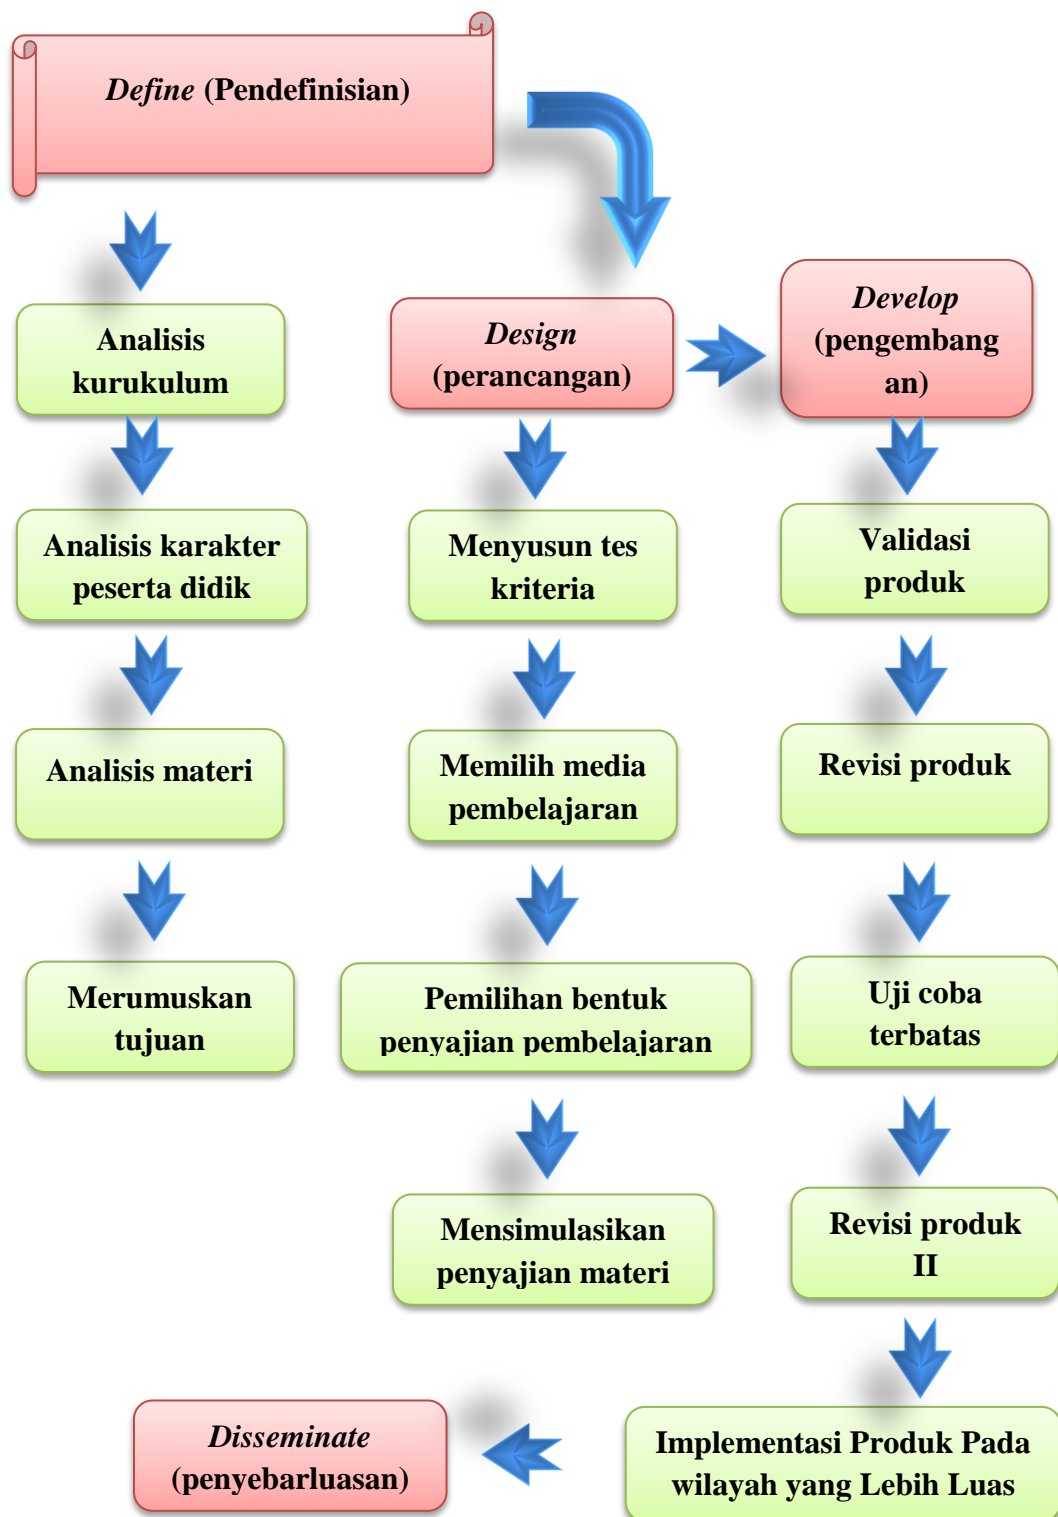 Define (Pendefinisian)
Analisis
kurukulum
Analisis karakter
peserta didik
Analisis materi
Merumuskan
tujuan
Design
(perancangan)
Menyusun tes
kriteria
Memilih media
pembelajaran
Pemilihan bentuk
penyajian pembelajaran
Mensimulasikan
penyajian materi
Develop
(pengembang
an)
Validasi
produk
Revisi produk
Uji coba
terbatas
Revisi produk
II
Implementasi Produk Pada
wilayah yang Lebih Luas
Disseminate
(penyebarluasan)